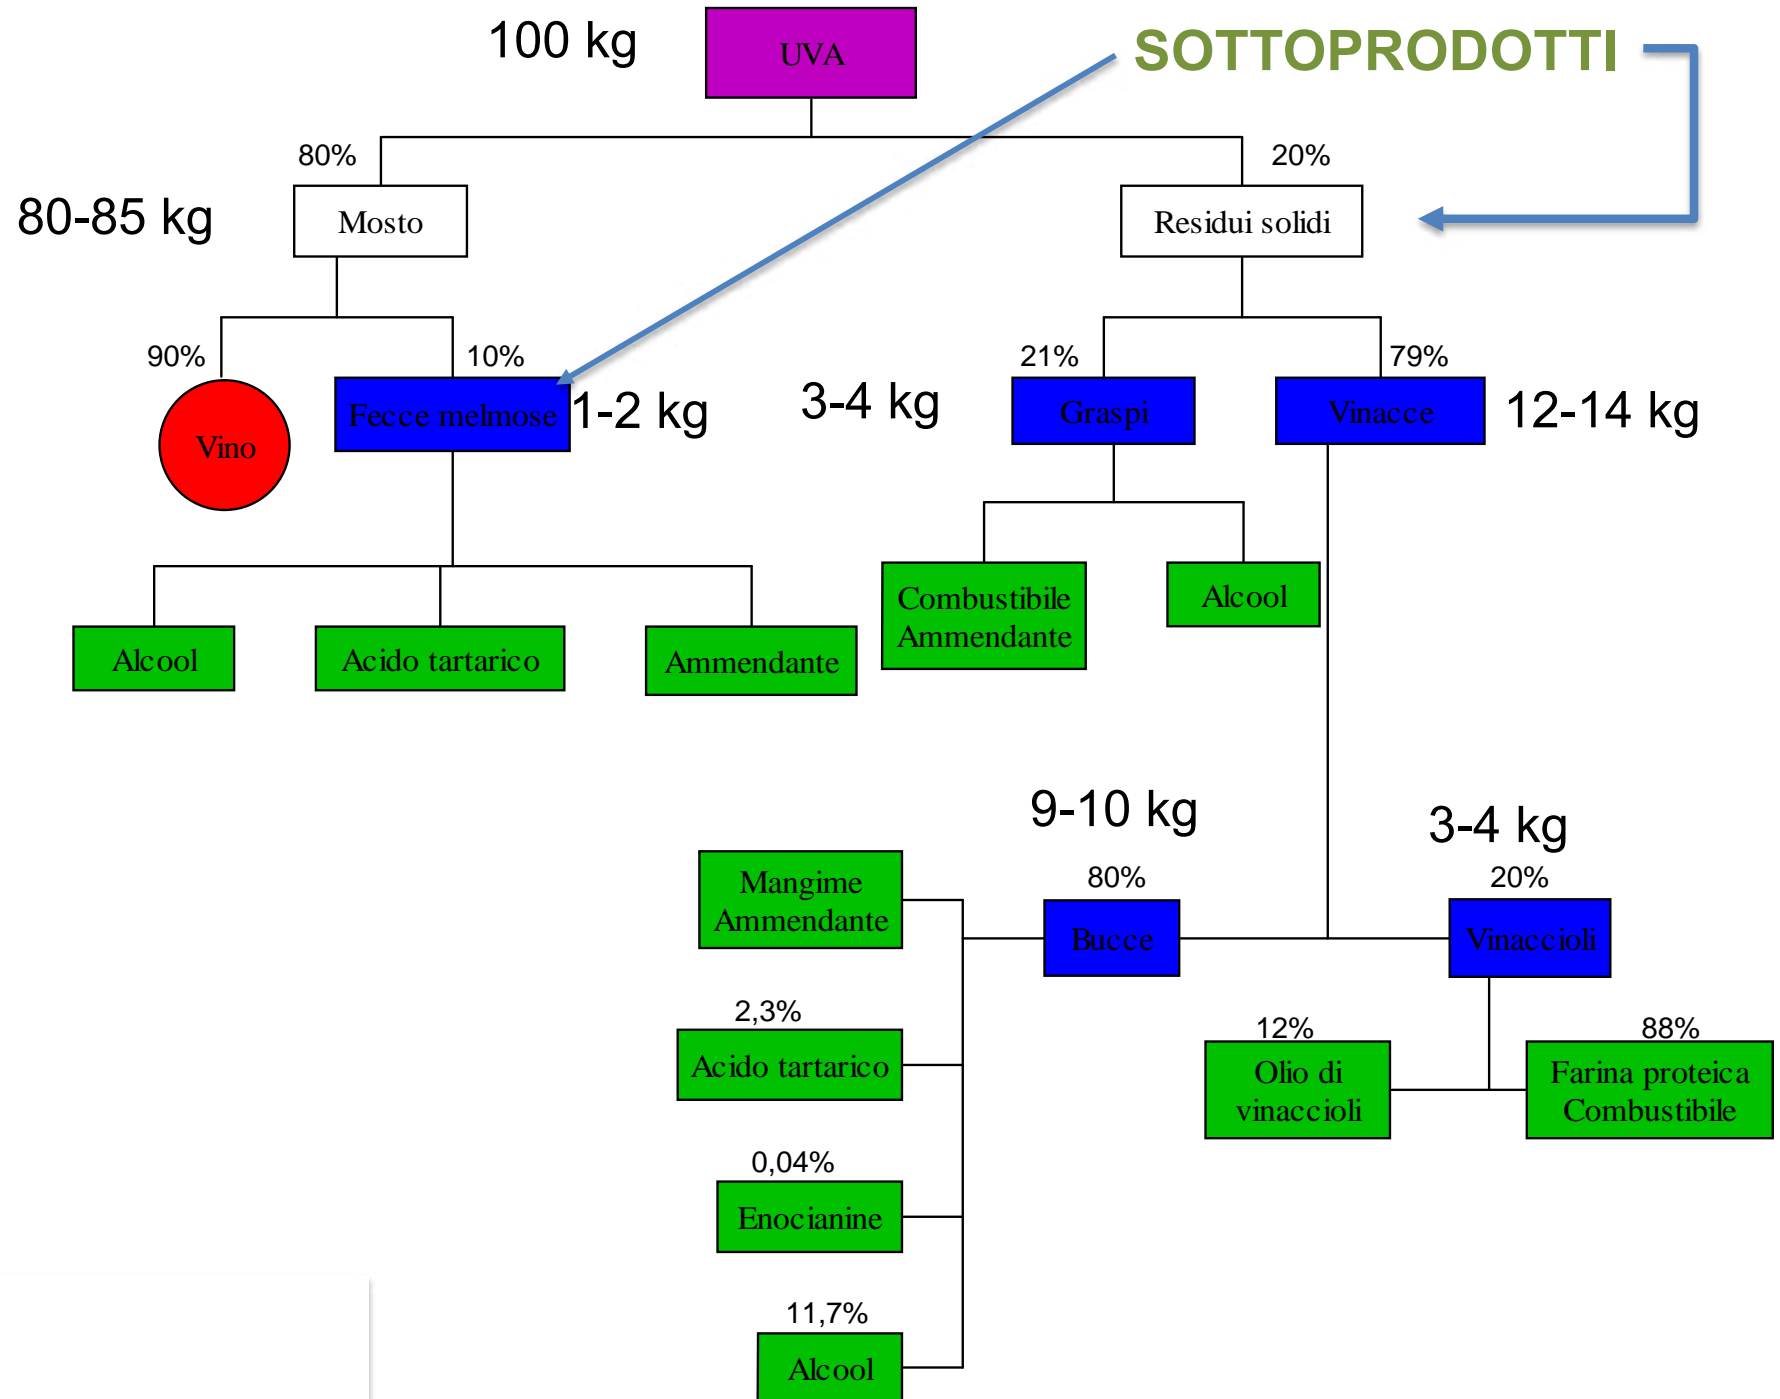 100 kg
UVA
SOTTOPRODOTTI
80%
20%
80-85 kg
Mosto
Residui solidi
90%
10%
21%
79%
Vino
Fecce melmose
1-2 kg
3-4 kg
Graspi
Vinacce
12-14 kg
Combustibile
Ammendante
Alcool
Alcool
Acido tartarico
Ammendante
9-10 kg
3-4 kg
Mangime
Ammendante
80%
20%
Bucce
Vinaccioli
2,3%
Acido tartarico
12%
88%
Olio di
vinaccioli
Farina proteica
Combustibile
0,04%
Enocianine
11,7%
Alcool